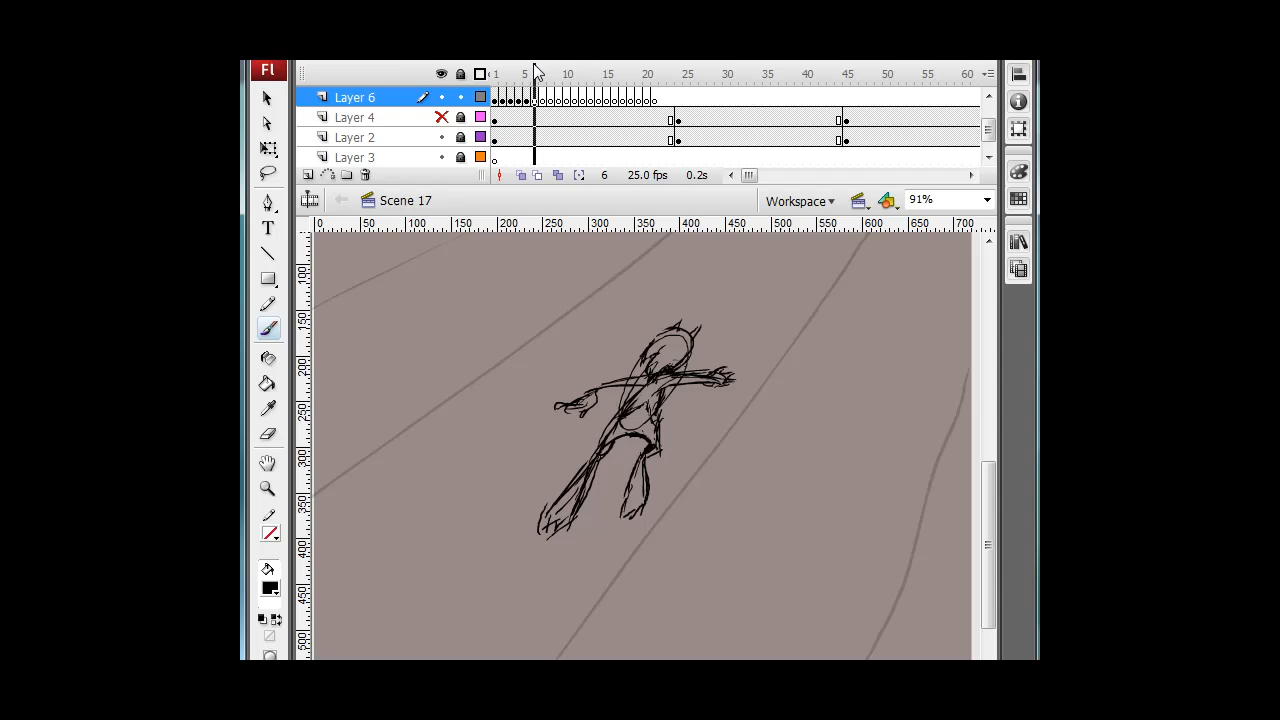 Fl
1 5 10 15 20 25 30 35 40 45 50 55 60
Layer 6
Layer 4
Layer 2
Layer 3
6 25.0 fps 0.2s
Scene 17 Workspace 91%
0 50 100 150 200 250 300 350 400 450 500 550 600 650 700
100
150
200
250
300
350
400
450
500
T